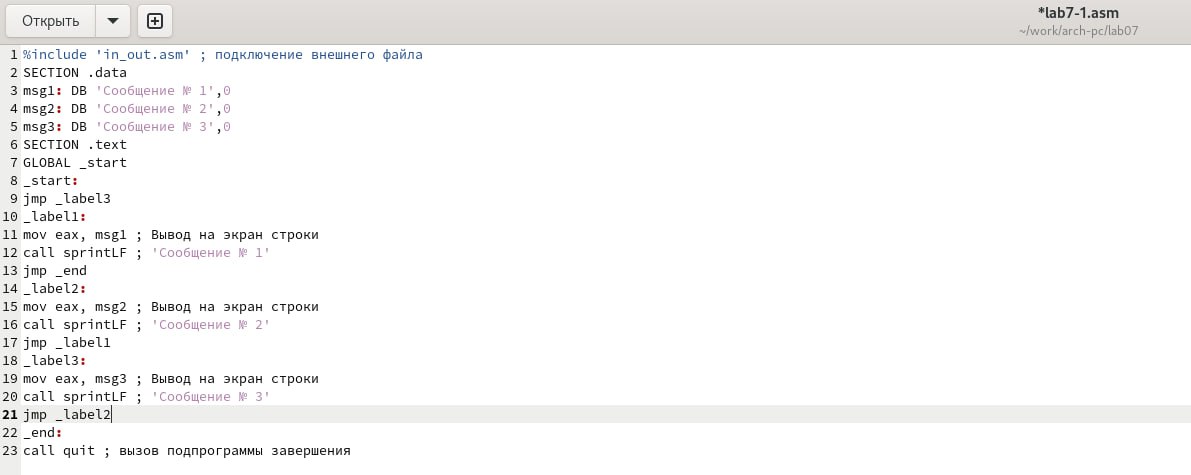 Открыть
*lab7-1.asm
~/work/arch-pc/lab07
1 %include 'in_out.asm' ; подключение внешнего файла
2 SECTION .data
3 msg1: DB 'Сообщение № 1',0
4 msg2: DB 'Сообщение № 2',0
5 msg3: DB 'Сообщение № 3',0
6 SECTION .text
7 GLOBAL _start
8 _start:
9 jmp _label3
10 _label1:
11 mov eax, msg1 ; Вывод на экран строки
12 call sprintLF ; 'Сообщение № 1'
13 jmp _end
14 _label2:
15 mov eax, msg2 ; Вывод на экран строки
16 call sprintLF ; 'Сообщение № 2'
17 jmp _label1
18 _label3:
19 mov eax, msg3 ; Вывод на экран строки
20 call sprintLF ; 'Сообщение № 3'
21 jmp _label2
22 _end:
23 call quit ; вызов подпрограммы завершения